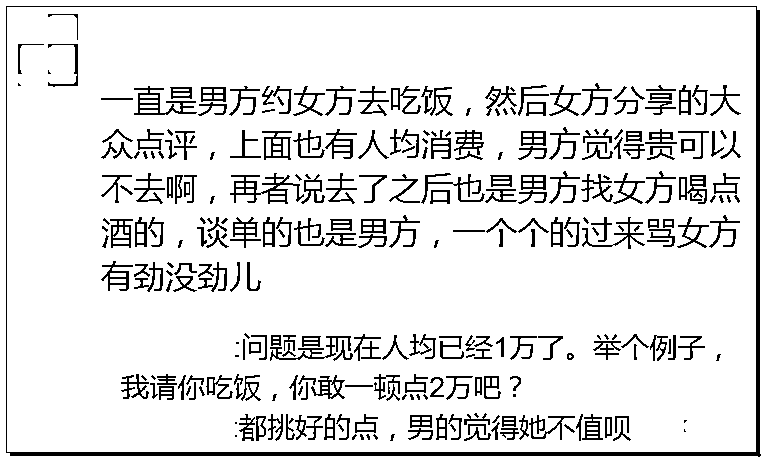 一直是男方约女方去吃饭，然后女方分享的大
众点评，上面也有人均消费，男方觉得贵可以
不去啊，再者说去了之后也是男方找女方喝点
酒的，谈单的也是男方，一个个的过来骂女方
有劲没劲儿
:问题是现在人均已经1万了。举个例子，
我请你吃饭，你敢一顿点2万吧？
:都挑好的点，男的觉得她不值呗